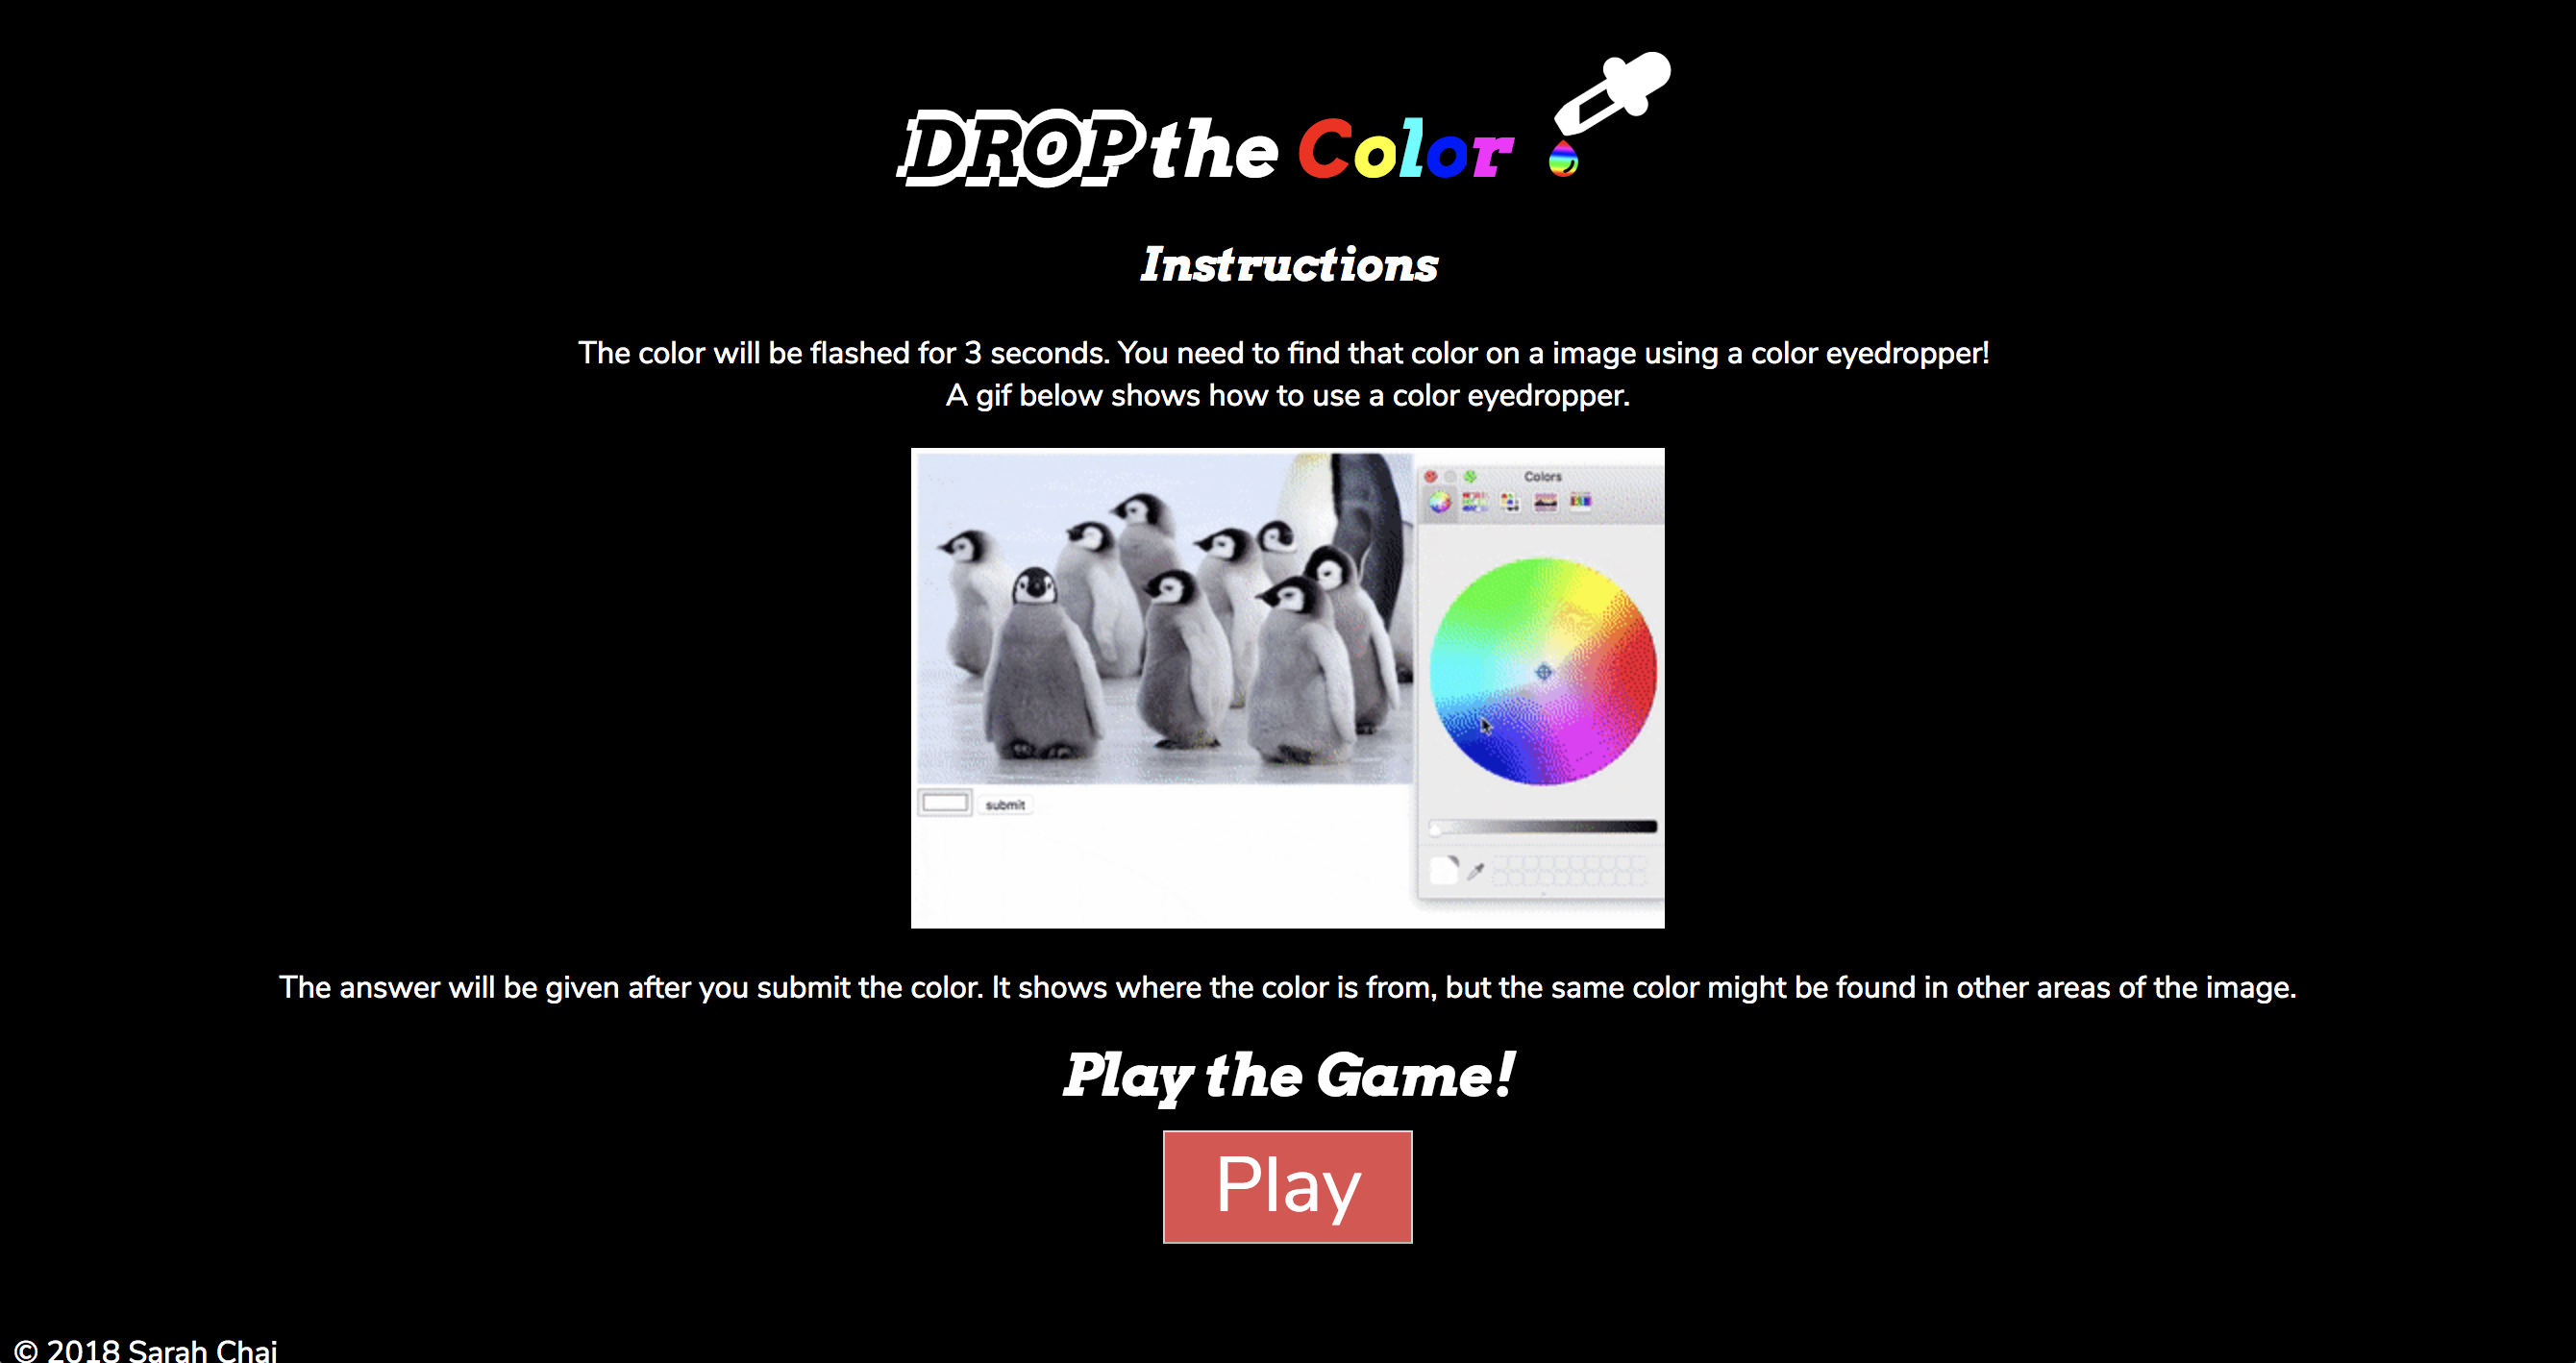 DROP the Color
Instructions
The color will be flashed for 3 seconds. You need to find that color on a image using a color eyedropper!
A gif below shows how to use a color eyedropper.
Colors
submit
The answer will be given after you submit the color. It shows where the color is from, but the same color might be found in other areas of the image.
Play the Game!
Play
© 2018 Sarah Chai